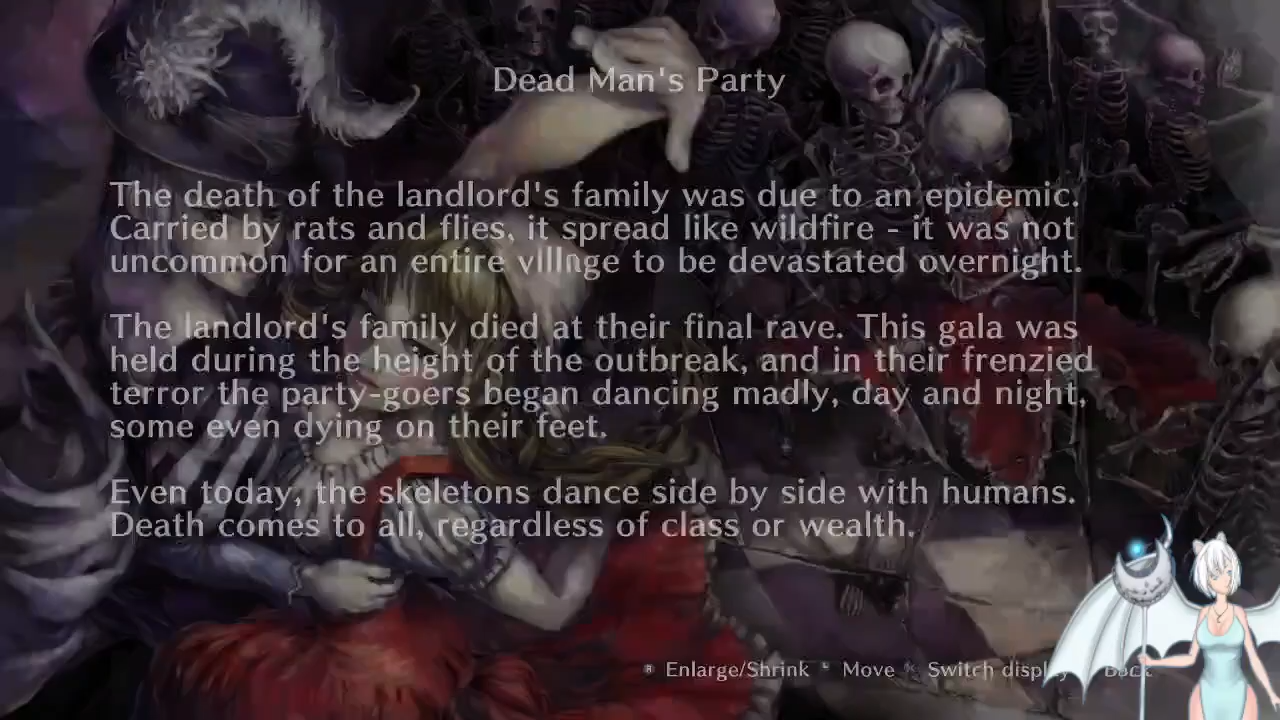 Dead Man's Party
The death of the landlord's family was due to an epidemic.
Carried by rats and flies, it spread like wildfire - it was not
uncommon for an entire village to be devastated overnight.
The landlord's family died at their final rave. This gala was
held during the height of the outbreak, and in their frenzied
terror the party-goers began dancing madly, day and night,
some even dying on their feet.
Even today, the skeletons dance side by side with humans.
Death comes to all, regardless of class or wealth.
Enlarge/Shrink Move Switch display Back